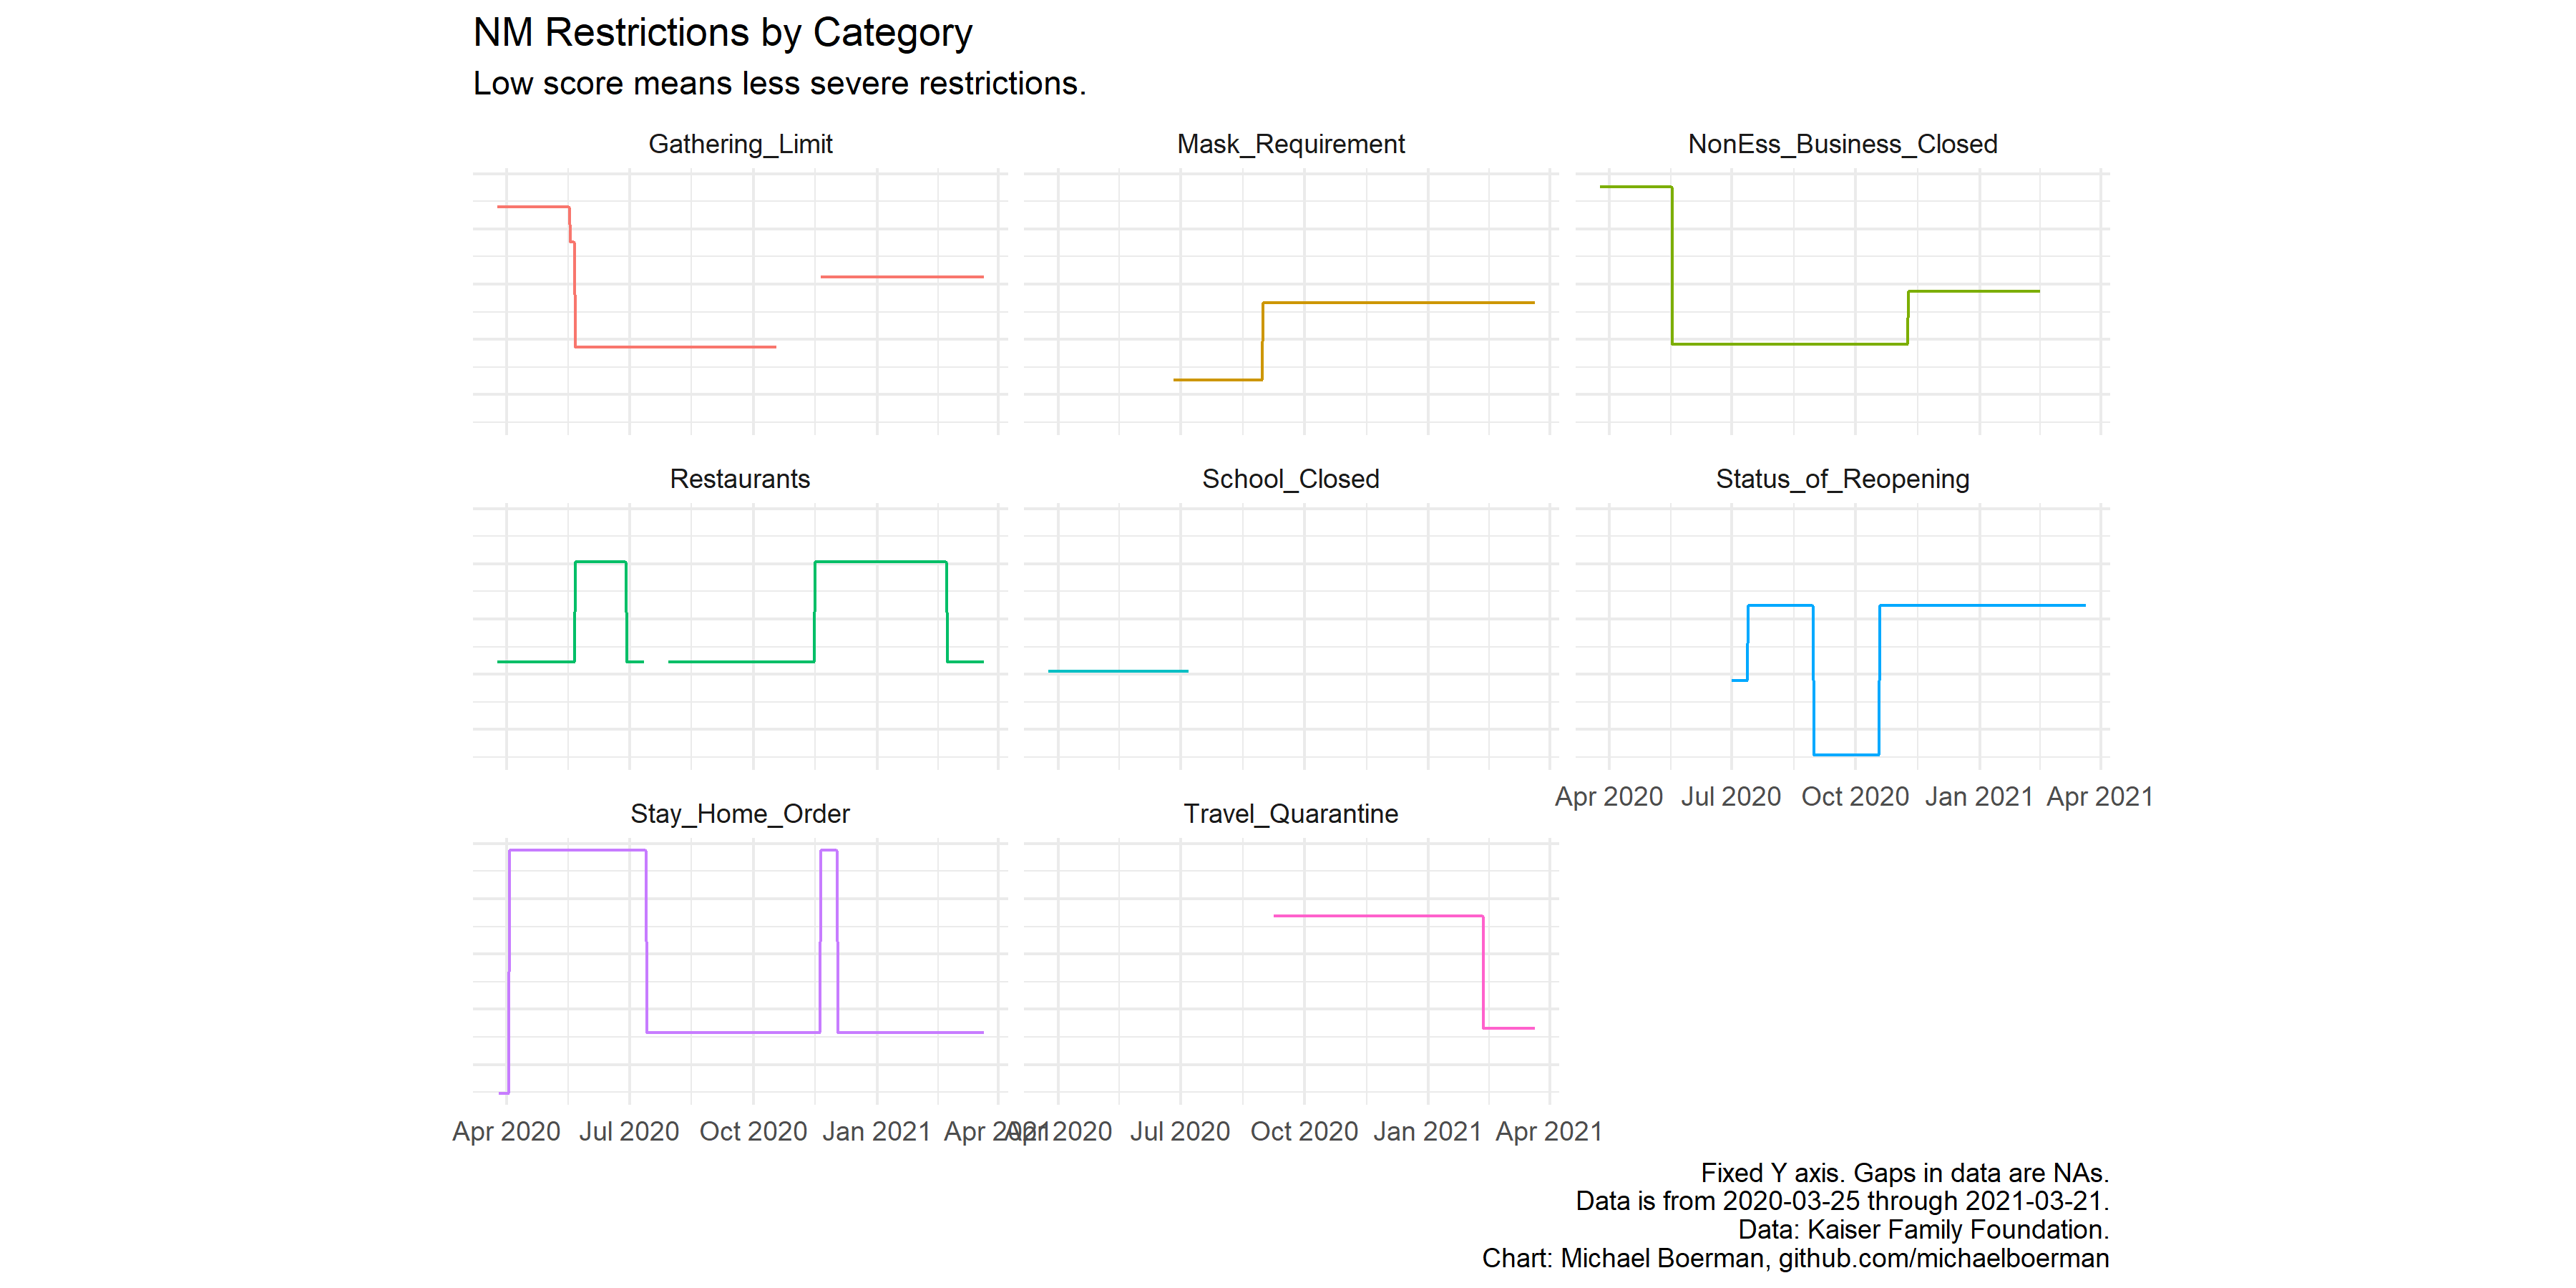 NM Restrictions by Category
Low score means less severe restrictions.
Gathering_Limit
Mask_Requirement
NonEss_Business_Closed
Restaurants
School_Closed
Status_of_Reopening
Apr 2020 Jul 2020 Oct 2020 Jan 2021 Apr 2021
Stay_Home_Order
Travel_Quarantine
Apr 2020 Jul 2020 Oct 2020 Jan 2021 Apr 2021
Apr 2020 Jul 2020 Oct 2020 Jan 2021 Apr 2021
Fixed Y axis. Gaps in data are NAs.
Data is from 2020-03-25 through 2021-03-21.
Data: Kaiser Family Foundation.
Chart: Michael Boerman, github.com/michaelboerman